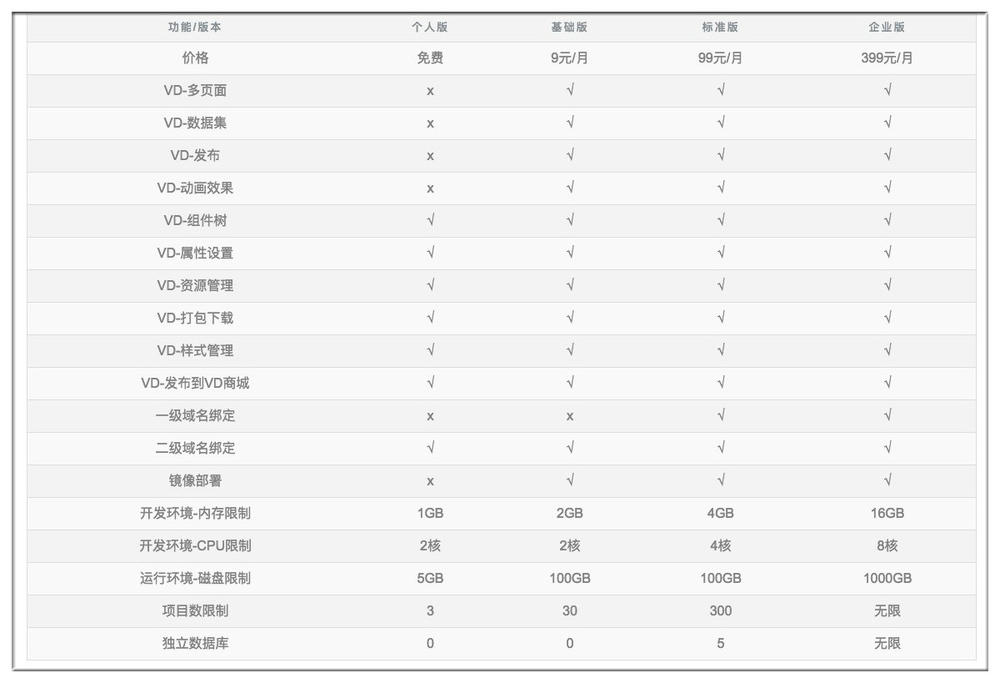 功能/版本 个人版 基础版 标准版 企业版
价格 免费 9元/月 99元/月 399元/月
VD-多页面 x √ √ √
VD-数据集 x √ √ √
VD-发布 x √ √ √
VD-动画效果 x √ √ √
VD-组件树 √ √ √ √
VD-属性设置 √ √ √ √
VD-资源管理 √ √ √ √
VD-打包下载 √ √ √ √
VD-样式管理 √ √ √ √
VD-发布到VD商城 √ √ √ √
一级域名绑定 x x √ √
二级域名绑定 √ √ √ √
镜像部署 x √ √ √
开发环境-内存限制 1GB 2GB 4GB 16GB
开发环境-CPU限制 2核 2核 4核 8核
运行环境-磁盘限制 5GB 100GB 100GB 1000GB
项目数限制 3 30 300 无限
独立数据库 0 0 5 无限